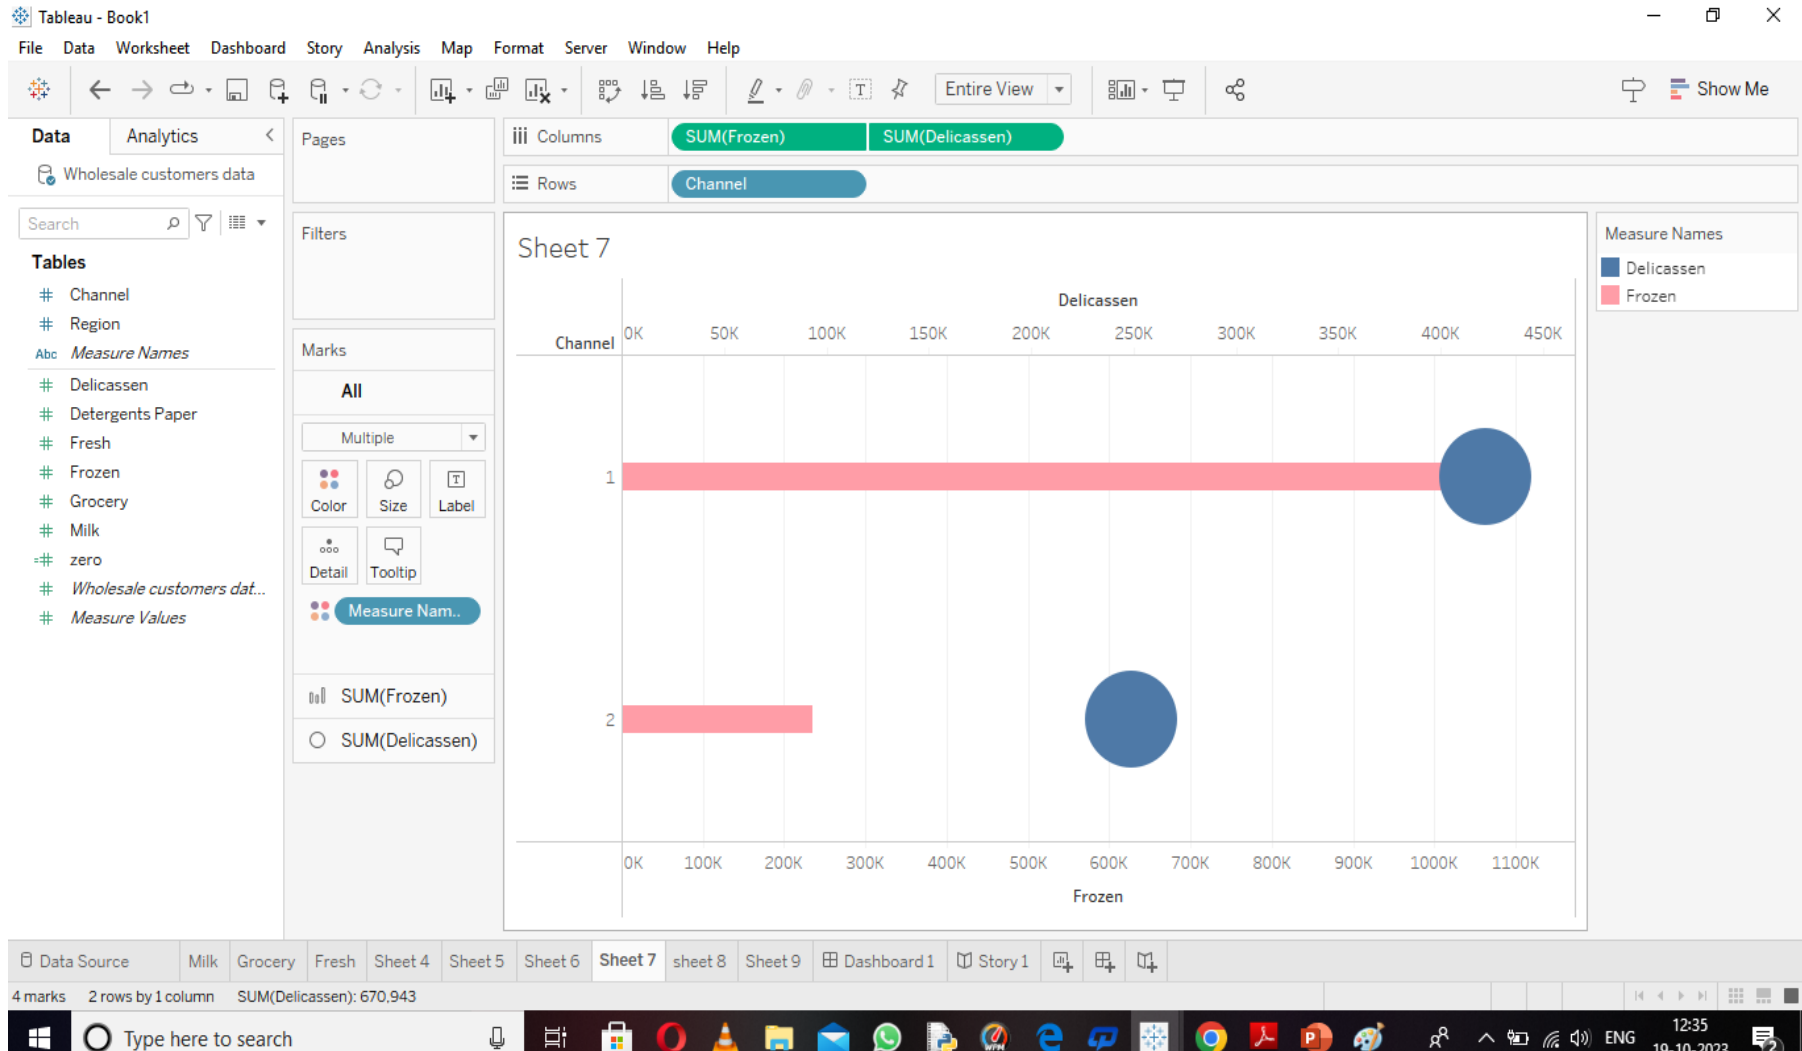 Tableau - Book1
File Data Worksheet Dashboard Story Analysis Map Format Server Window Help
Entire View
Show Me
Data Analytics
Wholesale customers data
Search
Tables
Channel
Region
Abc Measure Names
Delicassen
Detergents Paper
Fresh
Frozen
Grocery
Milk
zero
Wholesale customers dat...
Measure Values
Pages
Filters
Marks
All
Multiple
Color Size Label
Detail Tooltip
Measure Nam..
SUM(Frozen)
SUM(Delicassen)
Columns SUM(Frozen) SUM(Delicassen)
Rows Channel
Sheet 7
Delicassen
Channel 0K 50K 100K 150K 200K 250K 300K 350K 400K 450K
1
2
0K 100K 200K 300K 400K 500K 600K 700K 800K 900K 1000K 1100K
Frozen
Measure Names
Delicassen
Frozen
Data Source Milk Grocery Fresh Sheet 4 Sheet 5 Sheet 6 Sheet 7 sheet 8 Sheet 9 Dashboard 1 Story 1
4 marks 2 rows by 1 column SUM(Delicassen): 670,943
Type here to search
ENG
12:35
19-10-2023
2